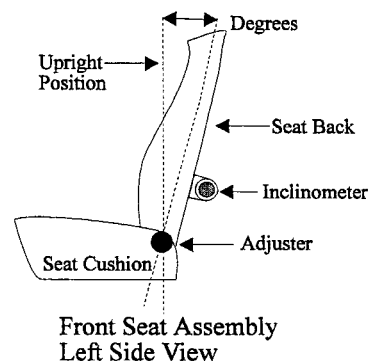 Degrees
Upright
Position
Seat Back
Inclinometer
Adjuster
Seat Cushion
Front Seat Assembly
Left Side View